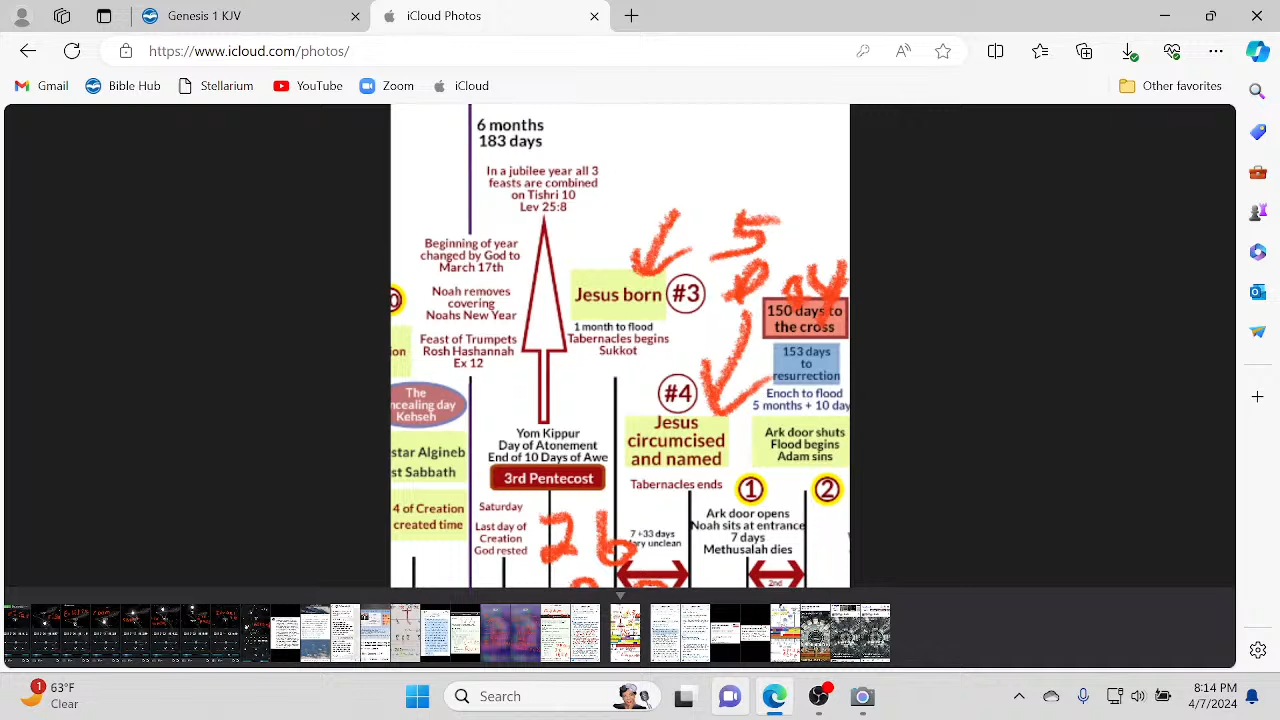 Genesis 1 KJV
iCloud Photos
https://www.icloud.com/photos/
Gmail
Bible Hub
Stellarium
YouTube
Zoom
iCloud
Other favorites
6 months
183 days
In a jubilee year all 3
feasts are combined
on Tishri 10
Lev 25:8
Beginning of year
changed by God to
March 17th
Noah removes
covering
Noahs New Year
Feast of Trumpets
Rosh Hashannah
Ex 12
Jesus born
#3
1 month to flood
Tabernacles begins
Sukkot
5
Day
150 days to
the cross
153 days
to
resurrection
Enoch to flood
5 months + 10 day
ion
The
ncealing day
Kehseh
#4
Jesus
circumcised
and named
Tabernacles ends
Ark door shuts
Flood begins
Adam sins
Yom Kippur
Day of Atonement
End of 10 Days of Awe
3rd Pentecost
star Algineb
st Sabbath
4 of Creation
created time
Saturday
Last day of
Creation
God rested
26
7 +33 days
unclean
1
2
Ark door opens
Noah sits at entrance
7 days
Methusalah dies
2nd
1
63°F
Clear
Search
8:14 PM
4/7/2024